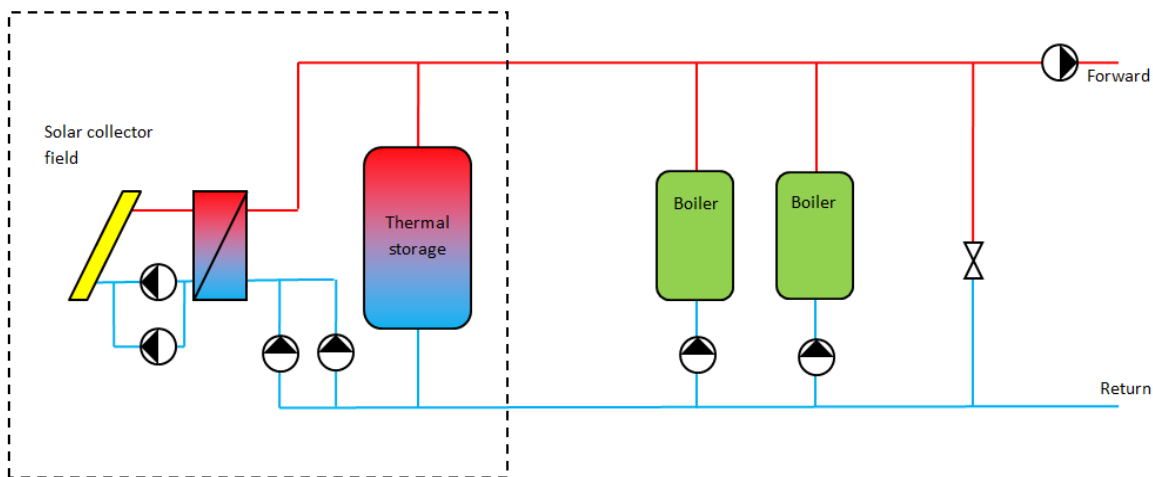 Forward
Solar collector
field
Thermal
storage
Boiler
Boiler
Return